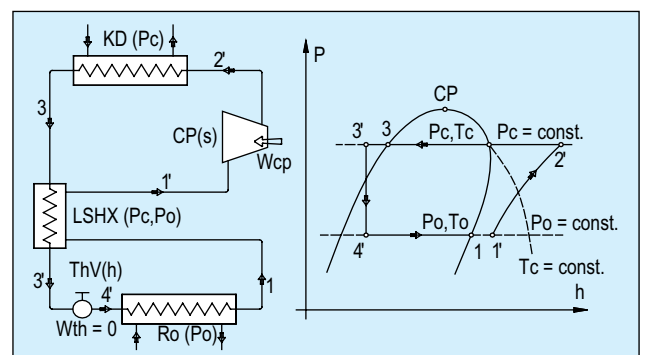 KD (Pc)
2'
3
CP(s)
Wcp
1'
LSHX (Pc,Po)
3'
ThV(h)
4'
1
Wth = 0
Ro (Po)
P
CP
3'
3
Pc,Tc
Pc = const.
2'
Po,To
Po = const.
4'
1
1'
Tc = const.
h